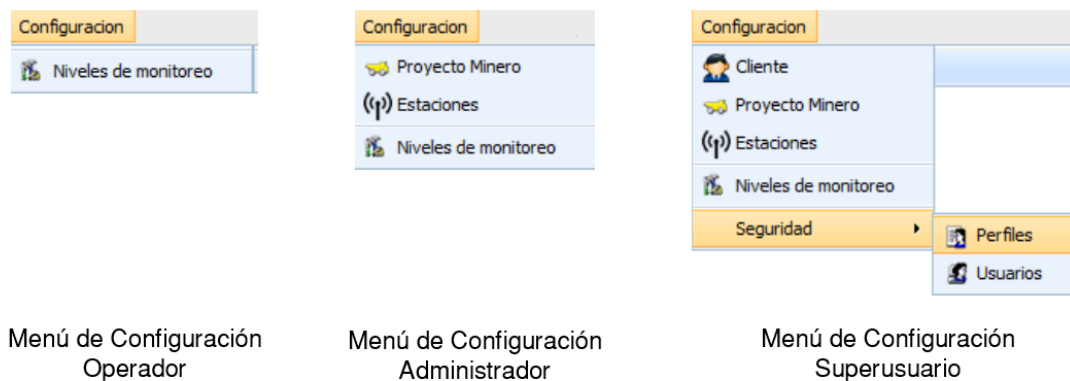 Configuracion
Niveles de monitoreo
Menú de Configuración
Operador
Configuracion
Proyecto Minero
Estaciones
Niveles de monitoreo
Menú de Configuración
Administrador
Configuracion
Cliente
Proyecto Minero
Estaciones
Niveles de monitoreo
Seguridad
Perfiles
Usuarios
Menú de Configuración
Superusuario